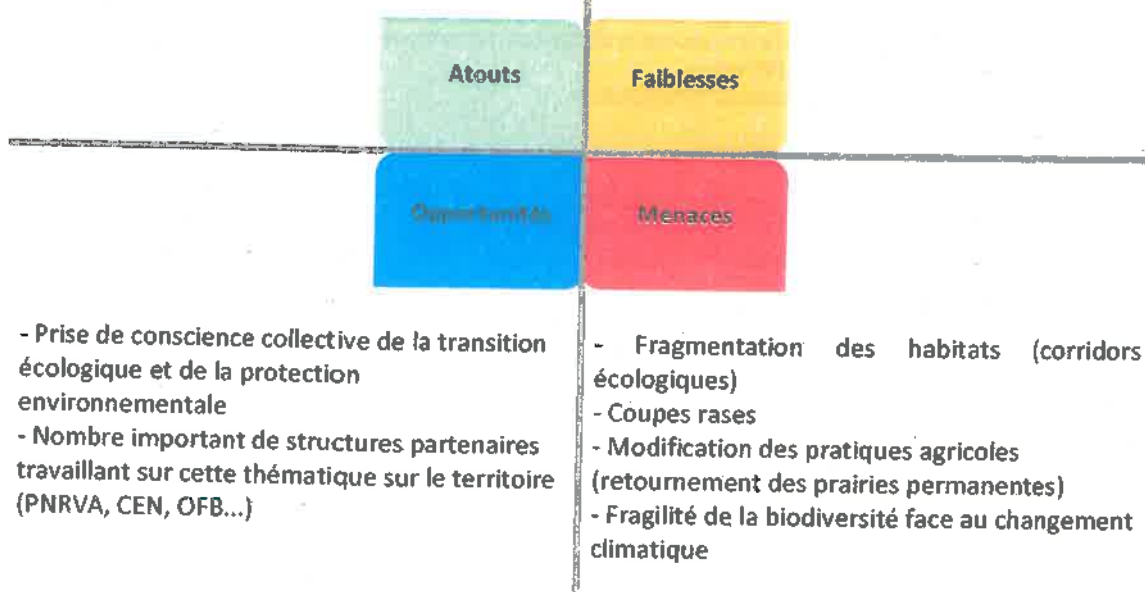 Atouts
Faiblesses
Opportunités
Menaces
- Prise de conscience collective de la transition
écologique et de la protection
environnementale
- Nombre important de structures partenaires
travaillant sur cette thématique sur le territoire
(PNRVA, CEN, OFB...)
- Fragmentation des habitats (corridors
écologiques)
- Coupes rases
- Modification des pratiques agricoles
(retournement des prairies permanentes)
- Fragilité de la biodiversité face au changement
climatique